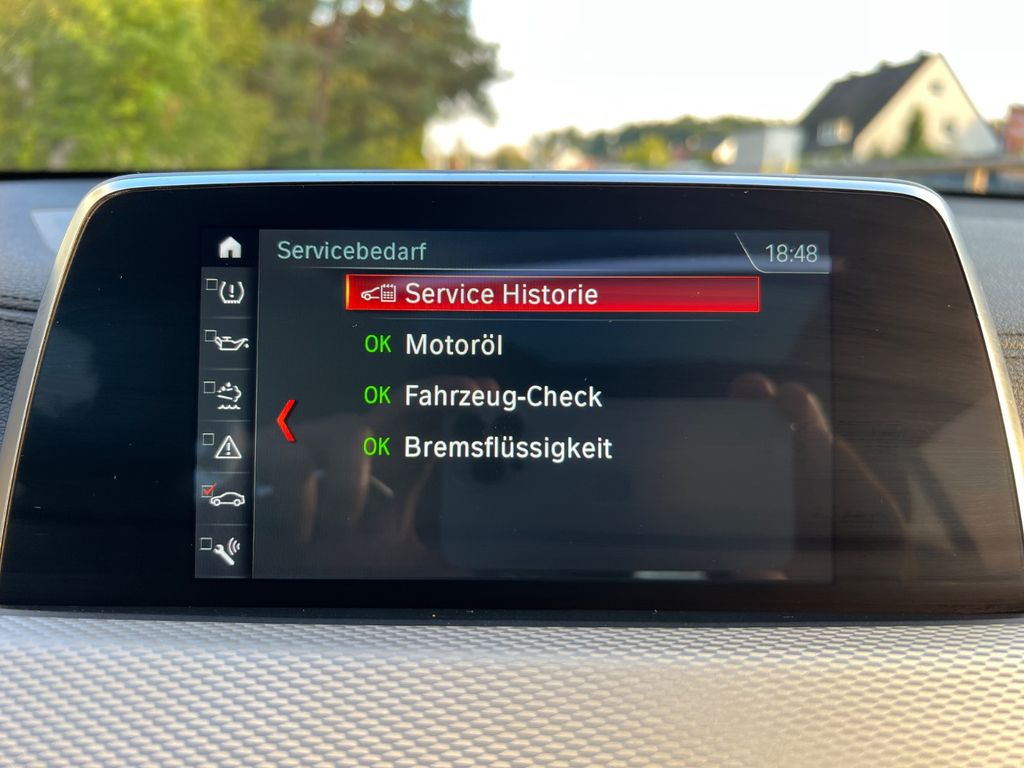 Servicebedarf
18:48
Service Historie
OK Motoröl
OK Fahrzeug-Check
OK Bremsflüssigkeit